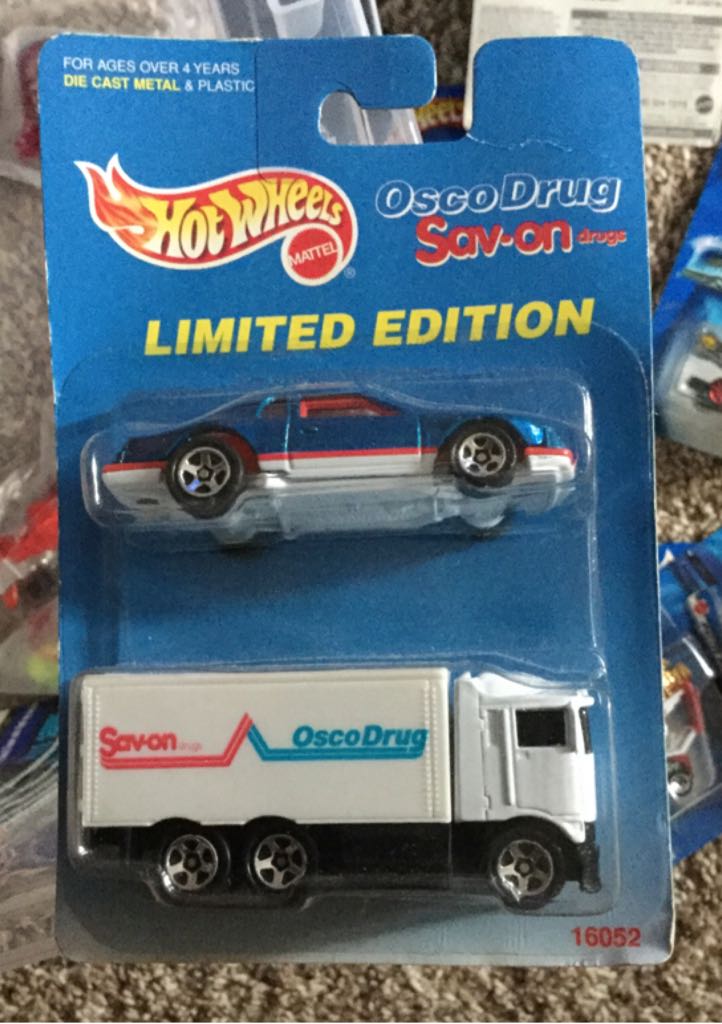 FOR AGES OVER 4 YEARS
DIE CAST METAL & PLASTIC
HOT WHEELS
MATTEL
®
Osco Drug
Sav-on drugs
LIMITED EDITION
Sav-on drugs
Osco Drug
16052